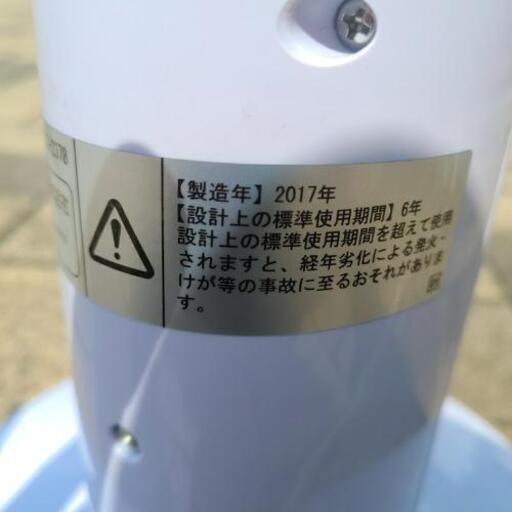 【製造年】2017年
【設計上の標準使用期間】6年
設計上の標準使用期間を超えて使用
されますと、経年劣化による発火・
けが等の事故に至るおそれがありま
す。